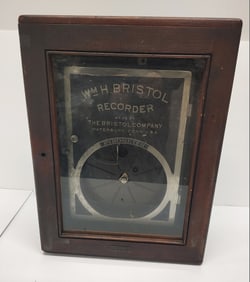 WM H. BRISTOL
RECORDER
THE BRISTOL COMPANY
WATERBURY, CONN. U.S.A.